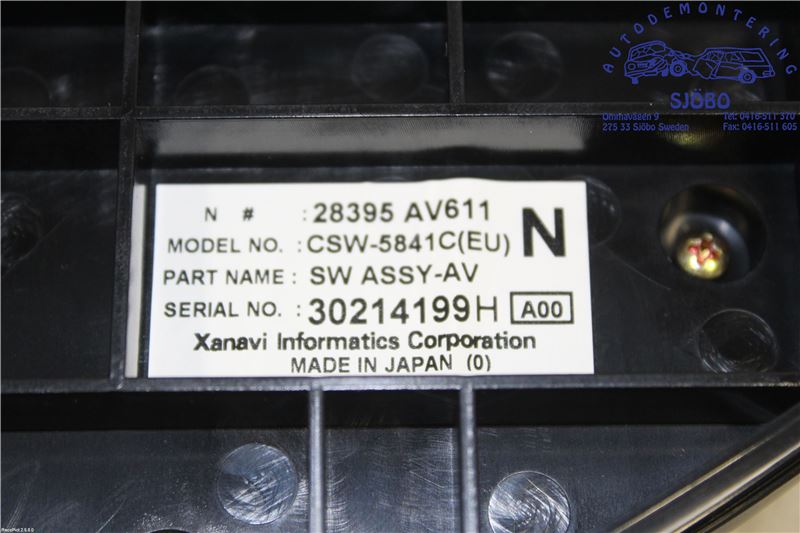 AUTODEMONTERING
SJÖBO
Ommavägen 9 Tel: 0416-511 370
275 33 Sjöbo Sweden Fax: 0416-511 605
N # : 28395 AV611
N
MODEL NO. : CSW-5841C(EU)
PART NAME : SW ASSY-AV
SERIAL NO. : 30214199H A00
Xanavi Informatics Corporation
MADE IN JAPAN (0)